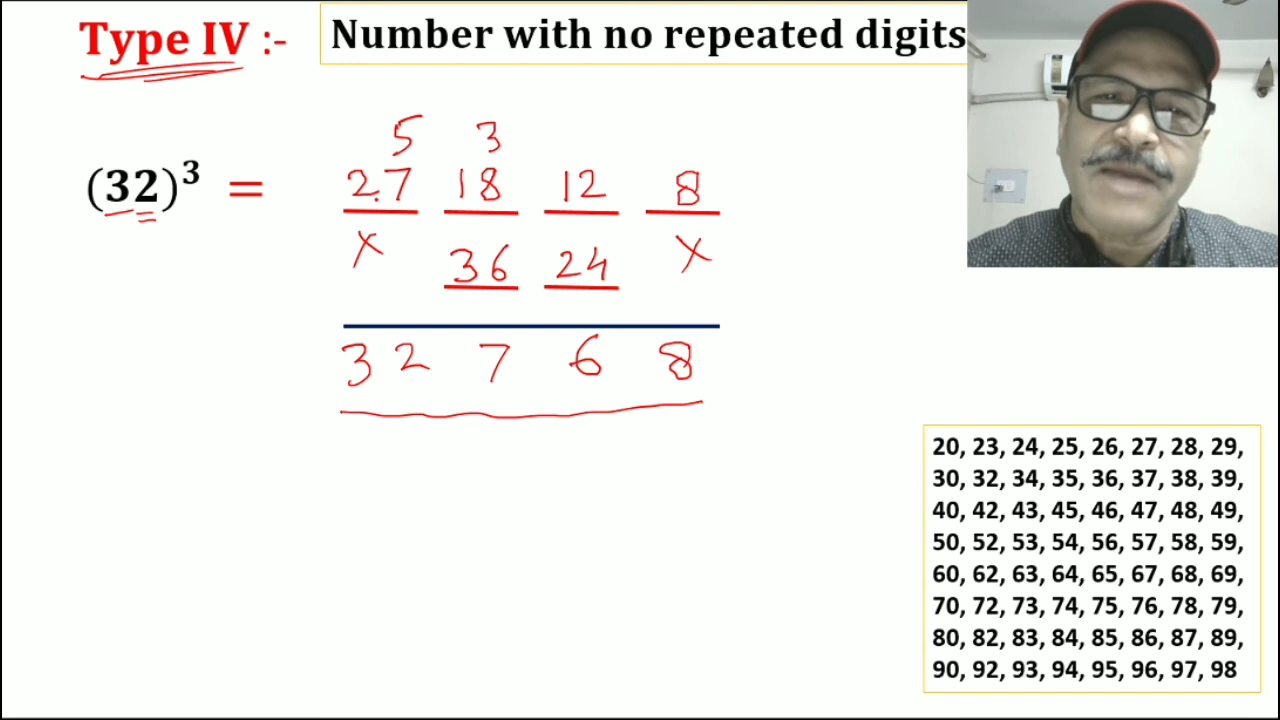 Type IV :- Number with no repeated digits
5 3
(32)³ = 27 18 12 8
x 36 24 x
3 2 7 6 8
20, 23, 24, 25, 26, 27, 28, 29,
30, 32, 34, 35, 36, 37, 38, 39,
40, 42, 43, 45, 46, 47, 48, 49,
50, 52, 53, 54, 56, 57, 58, 59,
60, 62, 63, 64, 65, 67, 68, 69,
70, 72, 73, 74, 75, 76, 78, 79,
80, 82, 83, 84, 85, 86, 87, 89,
90, 92, 93, 94, 95, 96, 97, 98